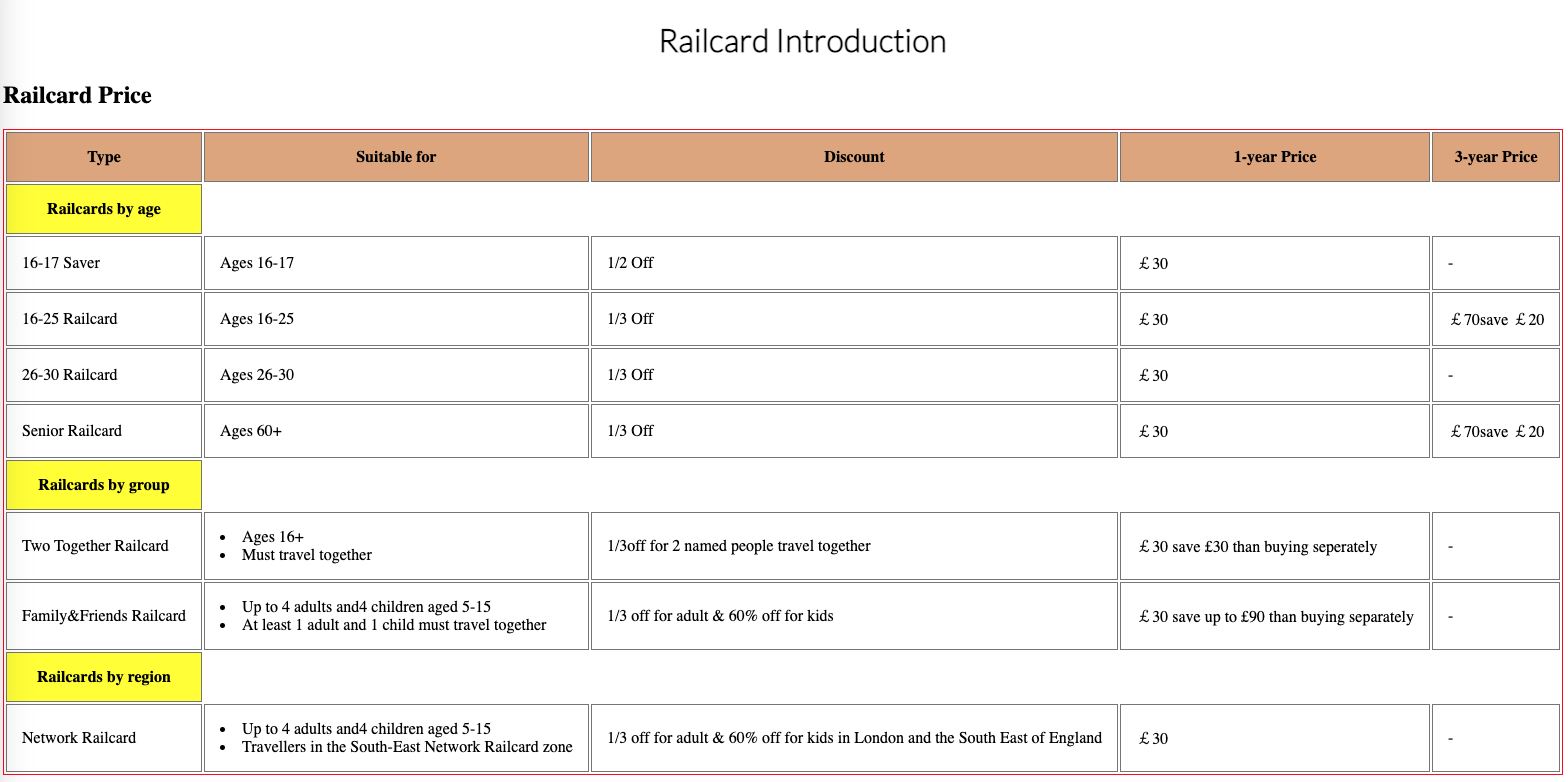 Railcard Introduction
Railcard Price
Type Suitable for Discount 1-year Price 3-year Price
Railcards by age
16-17 Saver Ages 16-17 1/2 Off £30 -
16-25 Railcard Ages 16-25 1/3 Off £30 £70save £20
26-30 Railcard Ages 26-30 1/3 Off £30 -
Senior Railcard Ages 60+ 1/3 Off £30 £70save £20
Railcards by group
Two Together Railcard
• Ages 16+
• Must travel together
1/3off for 2 named people travel together
£30 save £30 than buying seperately
-
Family&Friends Railcard
• Up to 4 adults and4 children aged 5-15
• At least 1 adult and 1 child must travel together
1/3 off for adult & 60% off for kids
£30 save up to £90 than buying separately
-
Railcards by region
Network Railcard
• Up to 4 adults and4 children aged 5-15
• Travellers in the South-East Network Railcard zone
1/3 off for adult & 60% off for kids in London and the South East of England
£30
-